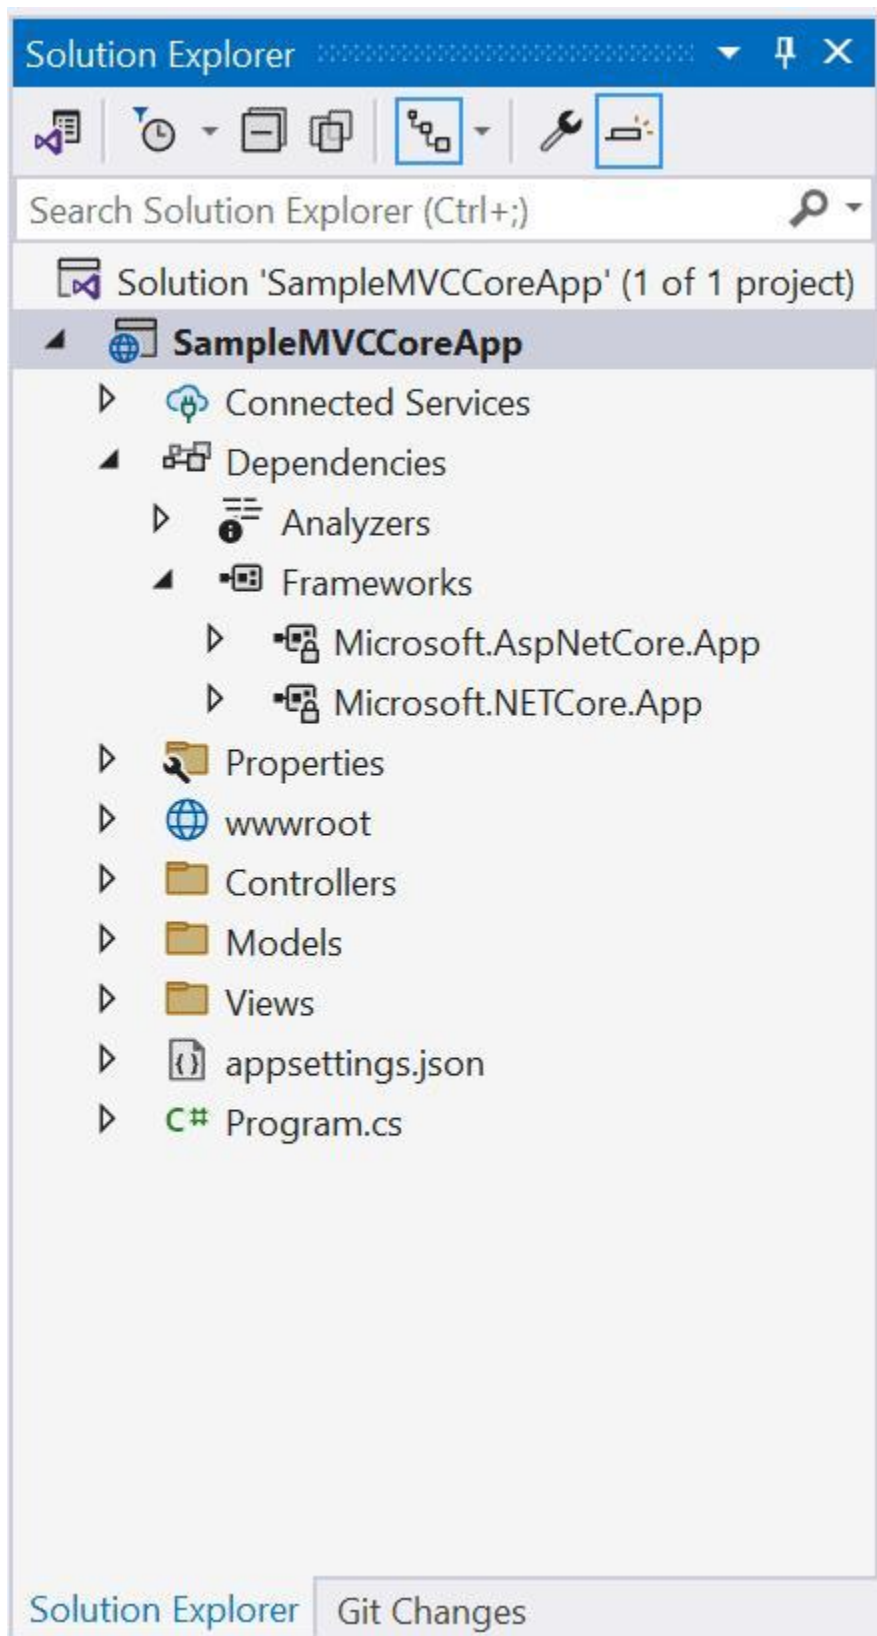 Solution Explorer
Search Solution Explorer (Ctrl+;)
Solution 'SampleMVCCoreApp' (1 of 1 project)
SampleMVCCoreApp
Connected Services
Dependencies
Analyzers
Frameworks
Microsoft.AspNetCore.App
Microsoft.NETCore.App
Properties
wwwroot
Controllers
Models
Views
appsettings.json
C# Program.cs
Solution Explorer Git Changes